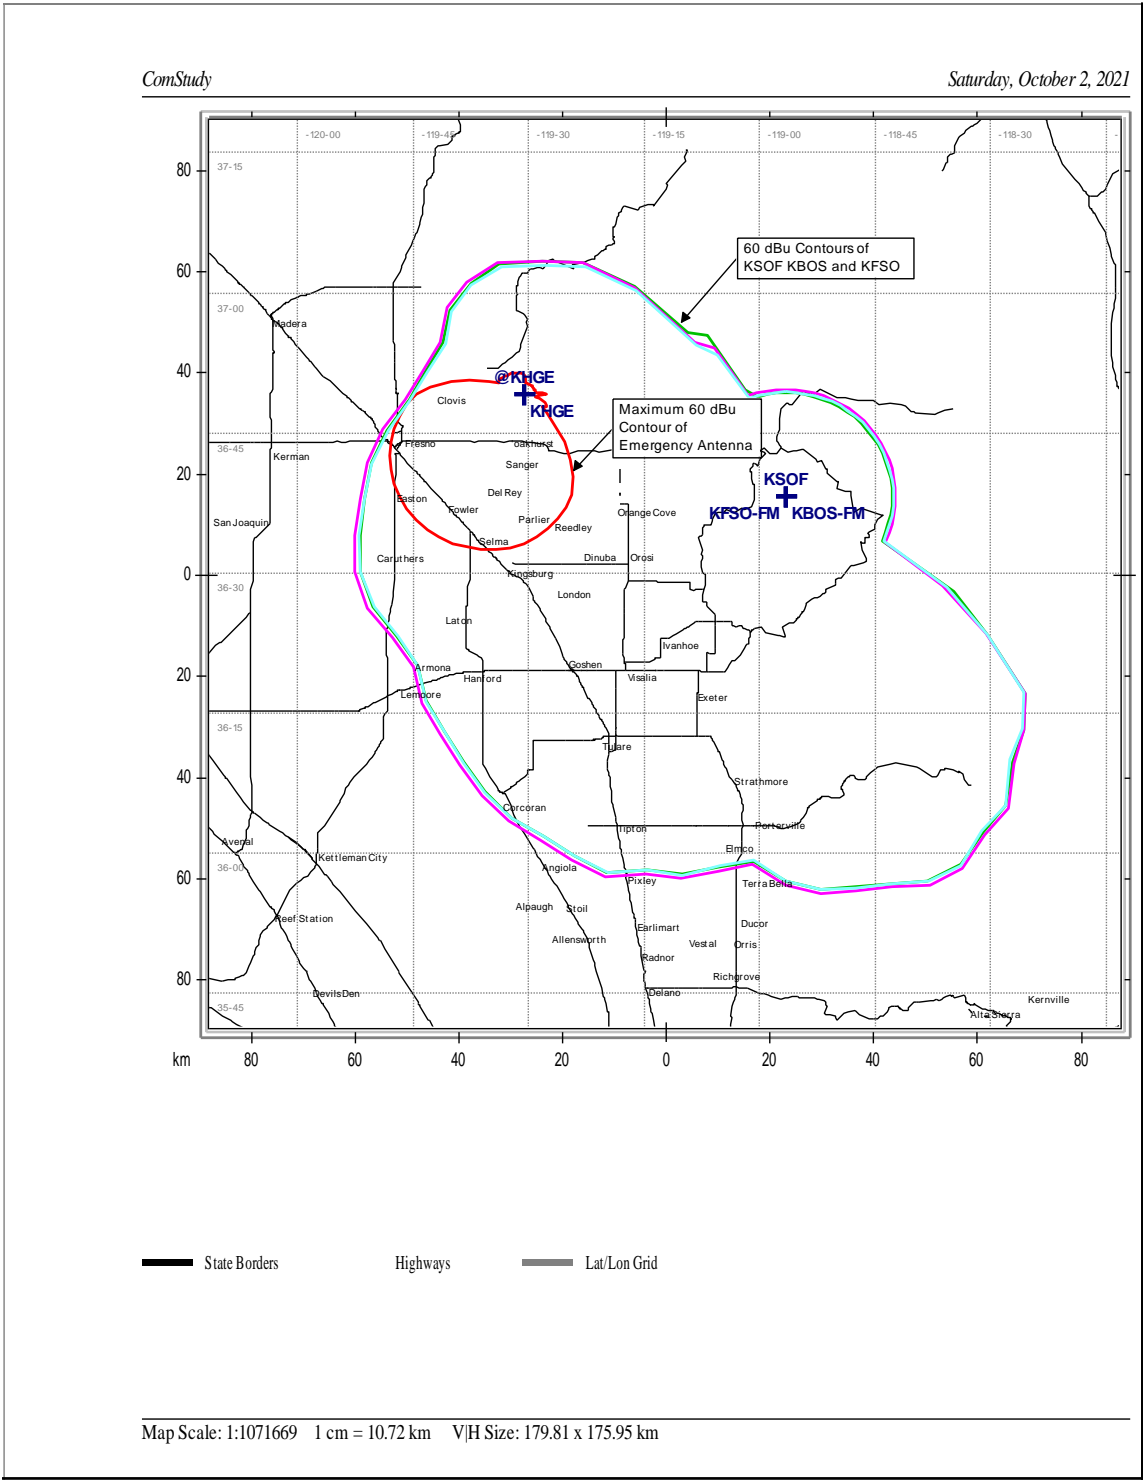 ComStudy
Saturday, October 2, 2021
-120-00
-119-45
-119-30
-119-15
-119-00
-118-45
-118-30
37-15
80
60 dBu Contours of
KSOF KBOS and KFSO
60
37-00
Madera
40
@KHGE
KHGE
Clovis
Maximum 60 dBu
Contour of
Emergency Antenna
36-45
Fresno
oakhurst
Kerman
Sanger
20
KSOF
Easton
Del Rey
Fowler
Orange Cove
KFSO-FM
KBOS-FM
San Joaquin
Parlier
Reedley
Selma
Caruthers
Dinuba
Orosi
0
Kingsburg
36-30
London
Laton
Ivanhoe
Armona
Goshen
20
Hanford
Visalia
Lemoore
Exeter
36-15
Tulare
40
Strathmore
Corcoran
Tipton
Porterville
Avenal
Elmco
Kettleman City
36-00
Angiola
60
Pixley
Terra Bella
Alpaugh
Stoil
Reef Station
Earlimart
Ducor
Allensworth
Vestal
Orris
Radnor
80
Richgrove
Devils Den
Delano
Kernville
35-45
Alta Sierra
km
80
60
40
20
0
20
40
60
80
State Borders
Highways
Lat/Lon Grid
Map Scale: 1:1071669 1 cm = 10.72 km V|H Size: 179.81 x 175.95 km